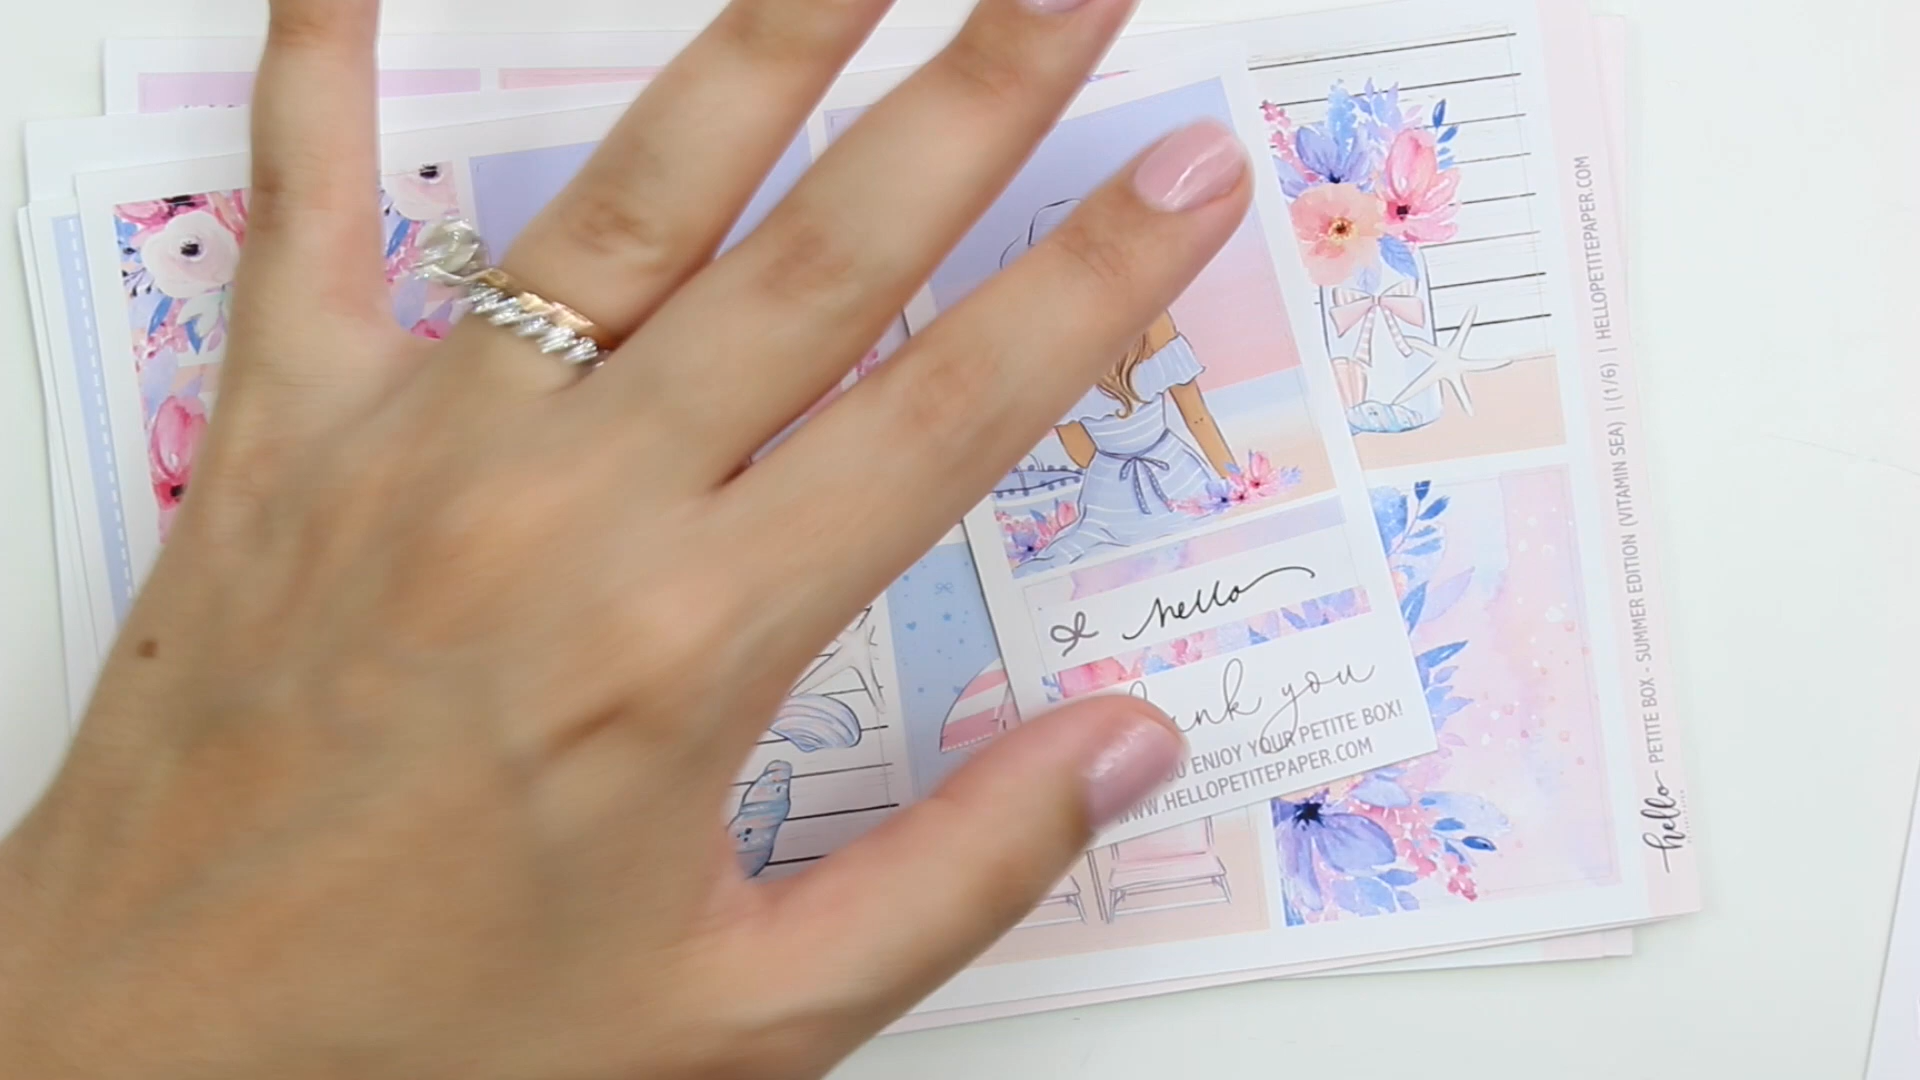 hello
you
ENJOY YOUR PETITE BOX!
WWW.HELLOPETITEPAPER.COM
hello PETITE BOX - SUMMER EDITION (VITAMIN SEA) | (1/6) | HELLOPETITEPAPER.COM